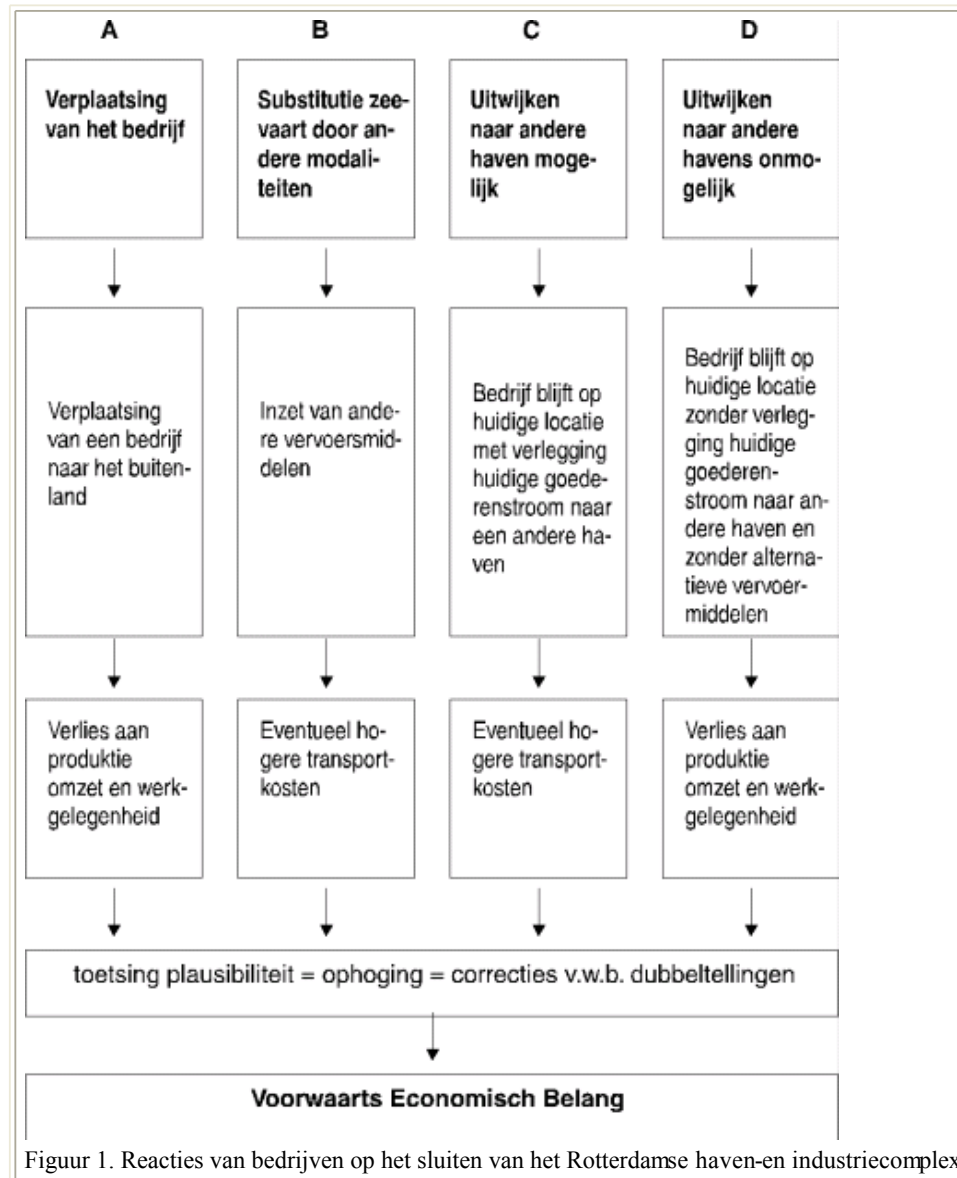 A
B
C
D
Verplaatsing
van het bedrijf
Substitutie zee-
vaart door an-
dere modali-
teiten
Uitwijken
naar andere
haven moge-
lijk
Uitwijken
naar andere
havens onmo-
gelijk
Verplaatsing
van een bedrijf
naar het buiten-
land
Inzet van ande-
re vervoersmid-
delen
Bedrijf blijft op
huidige locatie
met verlegging
huidige goede-
renstroom naar
een andere ha-
ven
Bedrijf blijft op
huidige locatie
zonder verleg-
ging huidige
goederen-
stroom naar an-
dere haven en
zonder alterna-
tieve vervoer-
middelen
Verlies aan
produktie
omzet en werk-
gelegenheid
Eventueel ho-
gere transport-
kosten
Eventueel ho-
gere transport-
kosten
Verlies aan
produktie
omzet en werk-
gelegenheid
toetsing plausibiliteit = ophoging = correcties v.w.b. dubbeltellingen
Voorwaarts Economisch Belang
Figuur 1. Reacties van bedrijven op het sluiten van het Rotterdamse haven-en industriecomplex